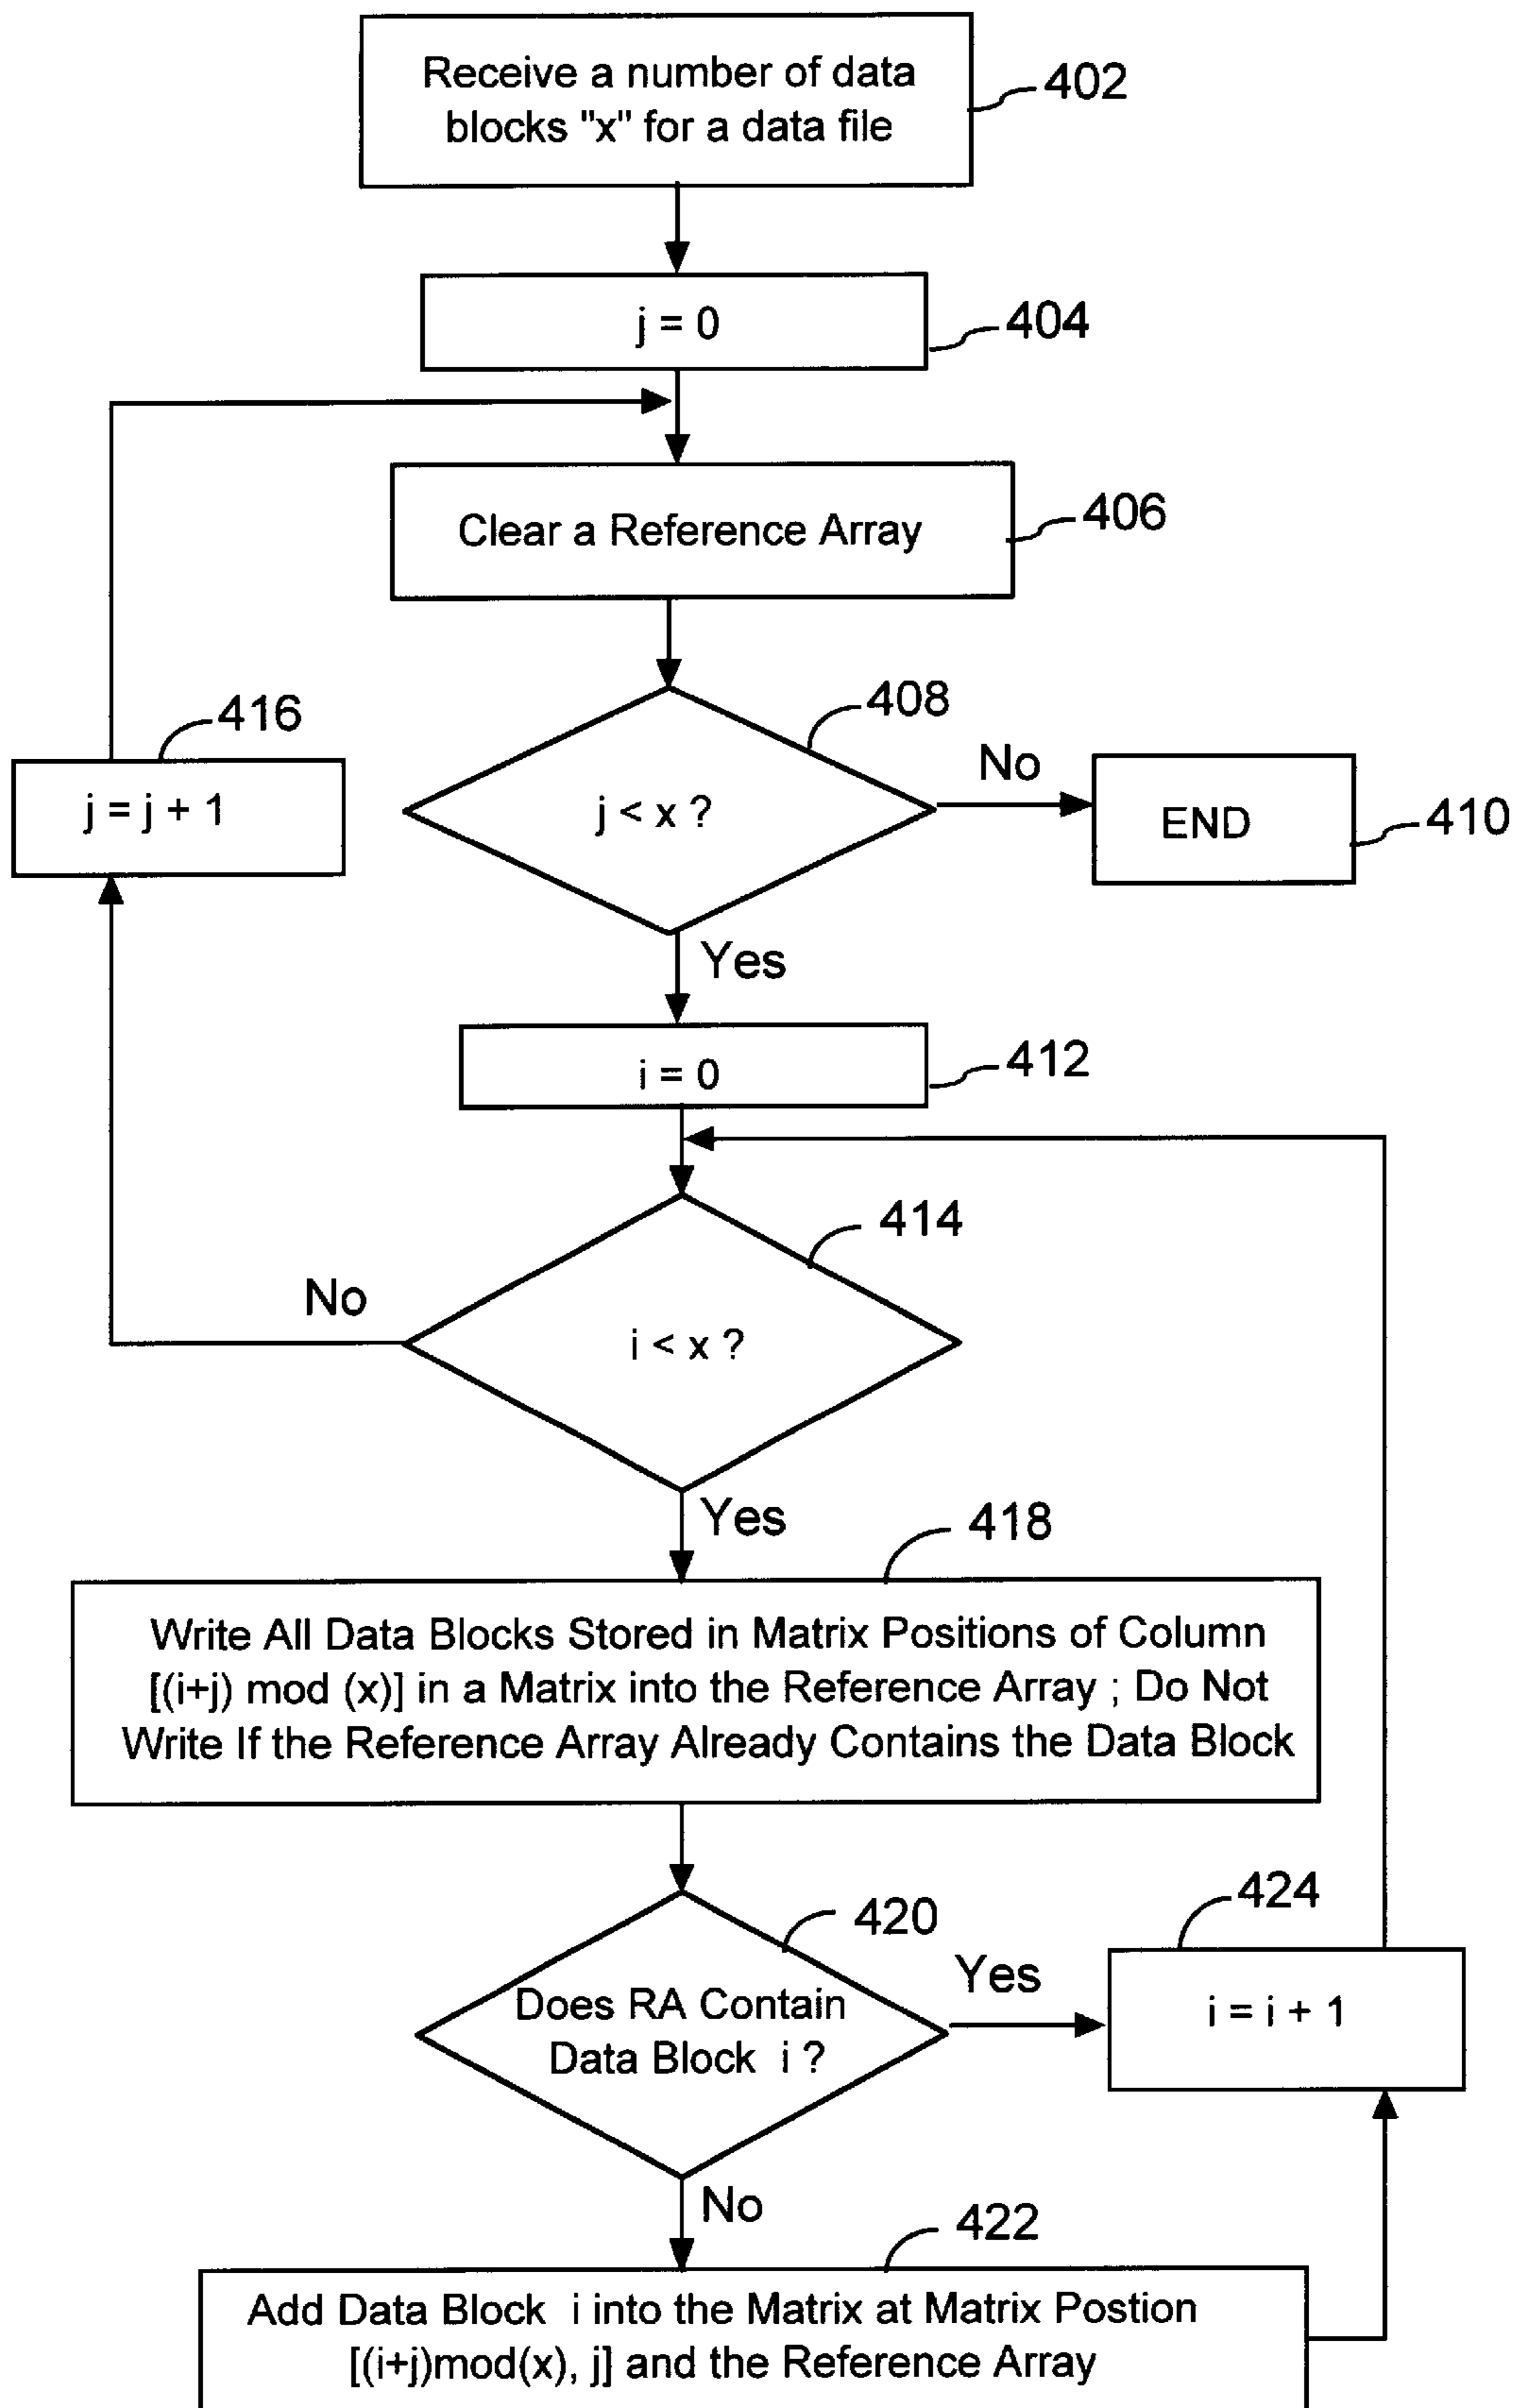 Receive a number of data
blocks "x" for a data file
402
j = 0
404
Clear a Reference Array
406
408
416
j = j + 1
j < x ?
No
END
410
Yes
i = 0
412
414
No
i < x ?
Yes
418
Write All Data Blocks Stored in Matrix Positions of Column
[(i+j) mod (x)] in a Matrix into the Reference Array ; Do Not
Write If the Reference Array Already Contains the Data Block
420
424
Does RA Contain
Data Block i ?
Yes
i = i + 1
No
422
Add Data Block i into the Matrix at Matrix Postion
[(i+j)mod(x), j] and the Reference Array